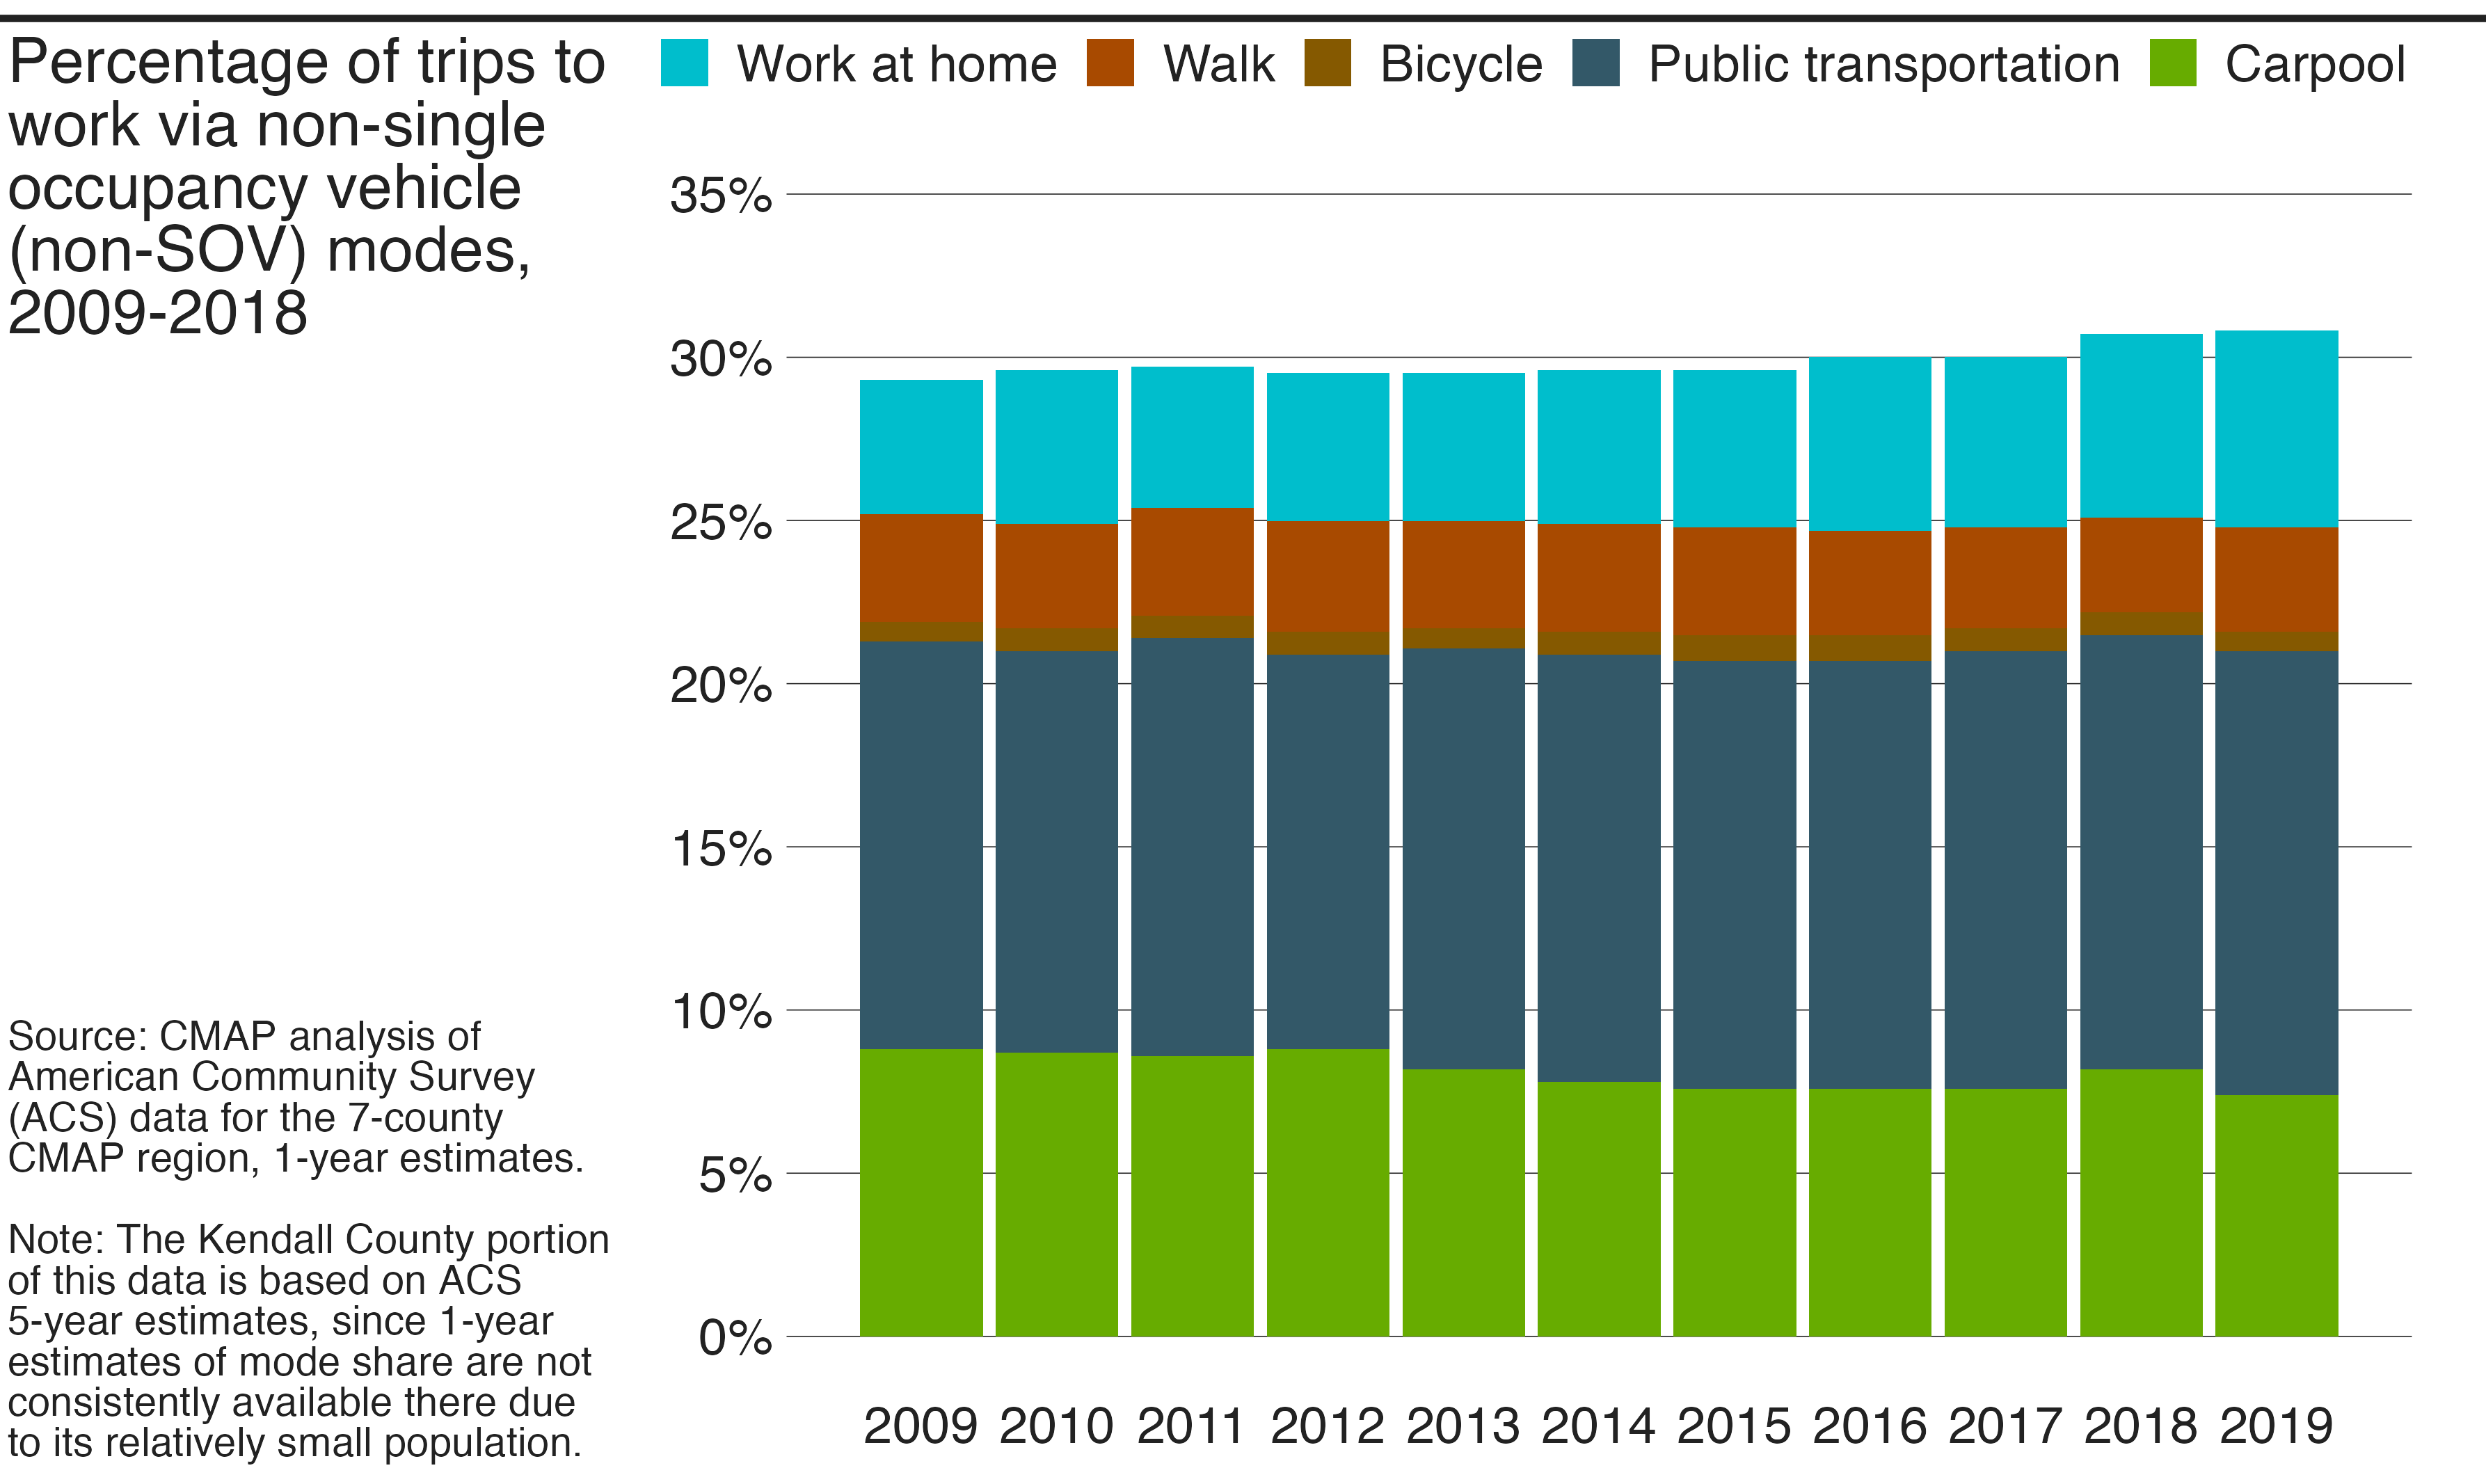 Percentage of trips to
work via non-single
occupancy vehicle
(non-SOV) modes,
2009-2018
Work at home Walk Bicycle Public transportation Carpool
35%
30%
25%
20%
15%
10%
5%
0%
2009 2010 2011 2012 2013 2014 2015 2016 2017 2018 2019
Source: CMAP analysis of
American Community Survey
(ACS) data for the 7-county
CMAP region, 1-year estimates.
Note: The Kendall County portion
of this data is based on ACS
5-year estimates, since 1-year
estimates of mode share are not
consistently available there due
to its relatively small population.